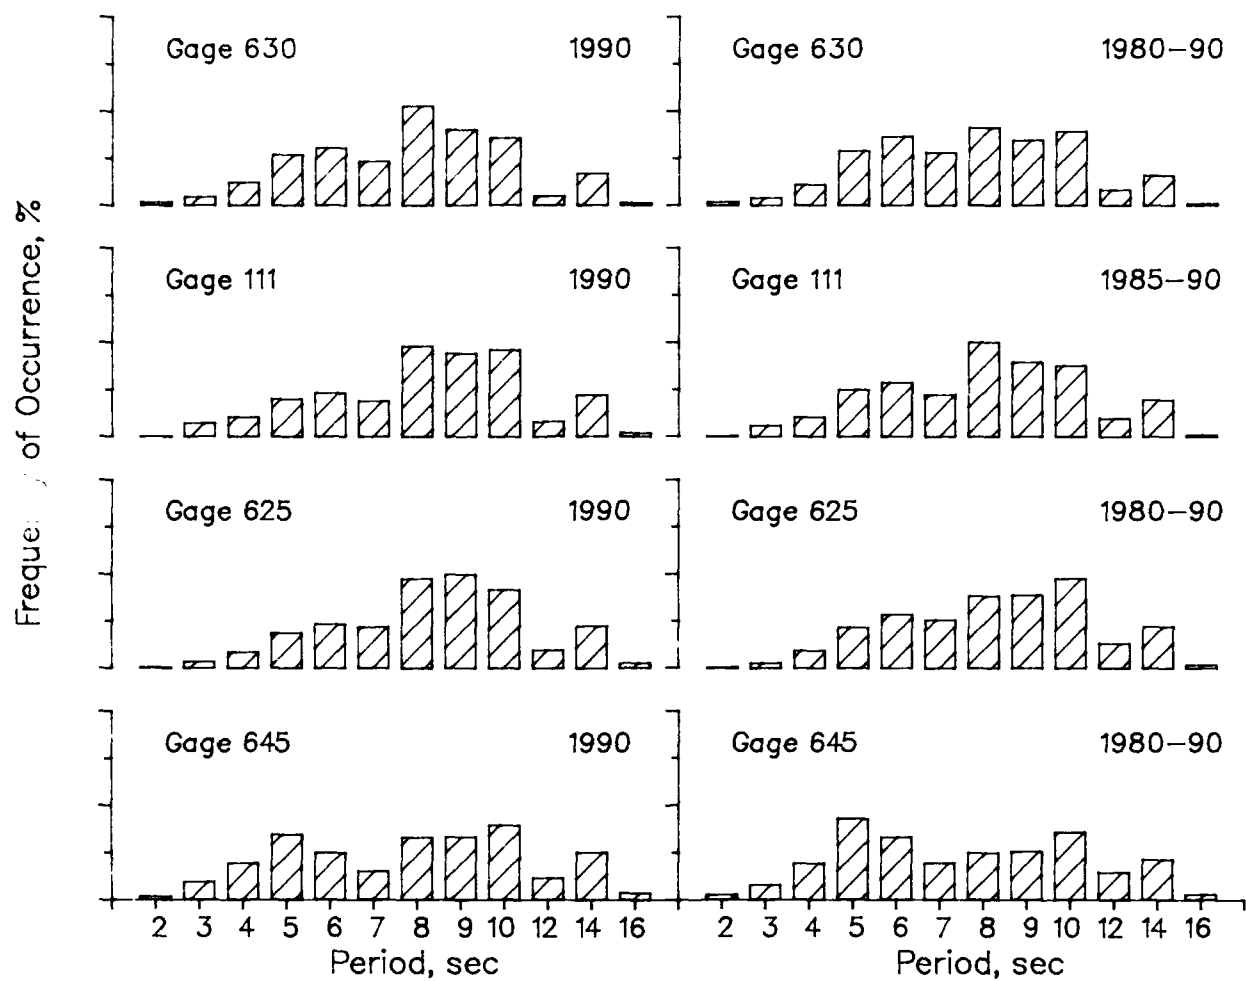 Gage 630 1990
Gage 630 1980-90
Gage 111 1990
Gage 111 1985-90
Gage 625 1990
Gage 625 1980-90
Gage 645 1990
Gage 645 1980-90
of Occurrence, %
2 3 4 5 6 7 8 9 10 12 14 16
2 3 4 5 6 7 8 9 10 12 14 16
Period, sec
Period, sec